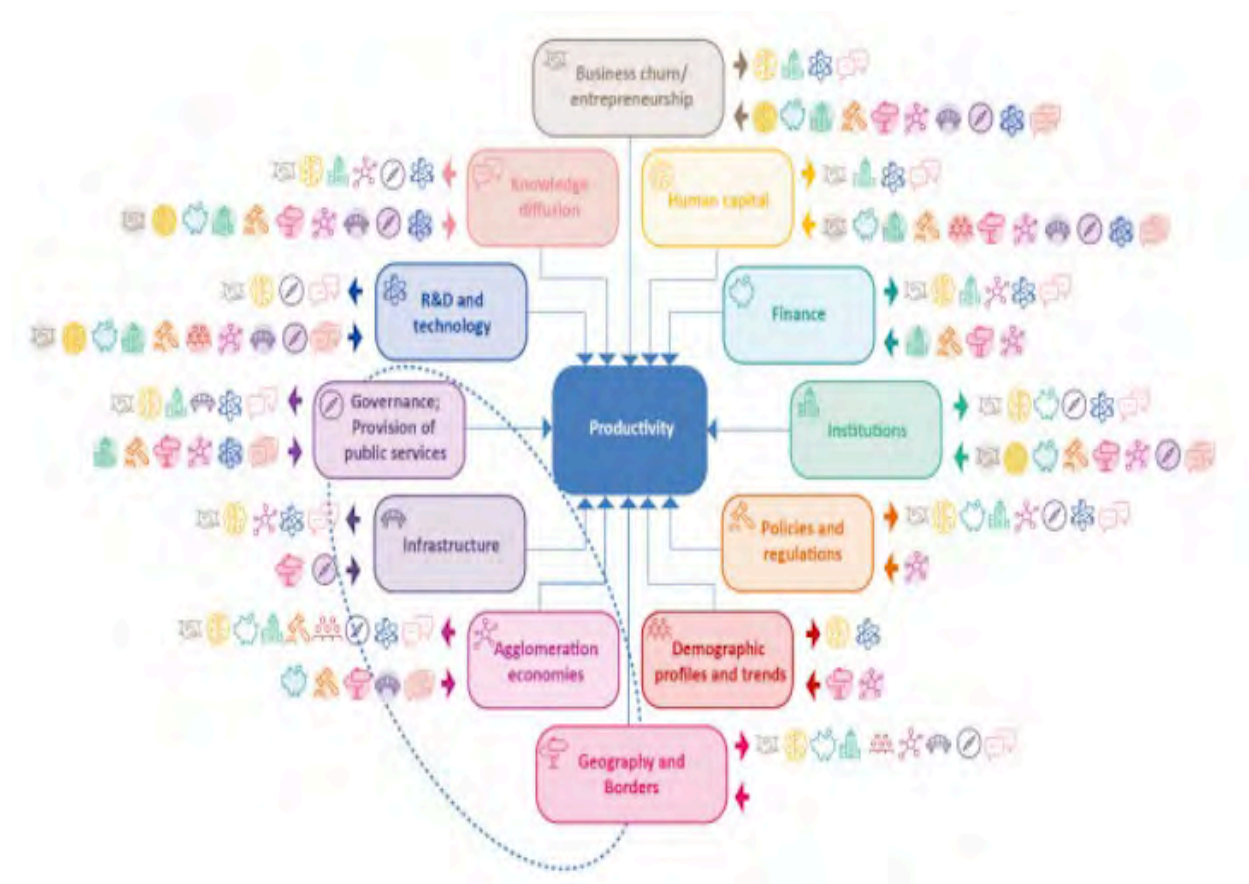 Business churn/
entrepreneurship
Knowledge
diffusion
Human capital
R&D and
technology
Finance
Governance;
Provision of
public services
Productivity
Institutions
Infrastructure
Policies and
regulations
Agglomeration
economies
Demographic
profiles and trends
Geography and
Borders